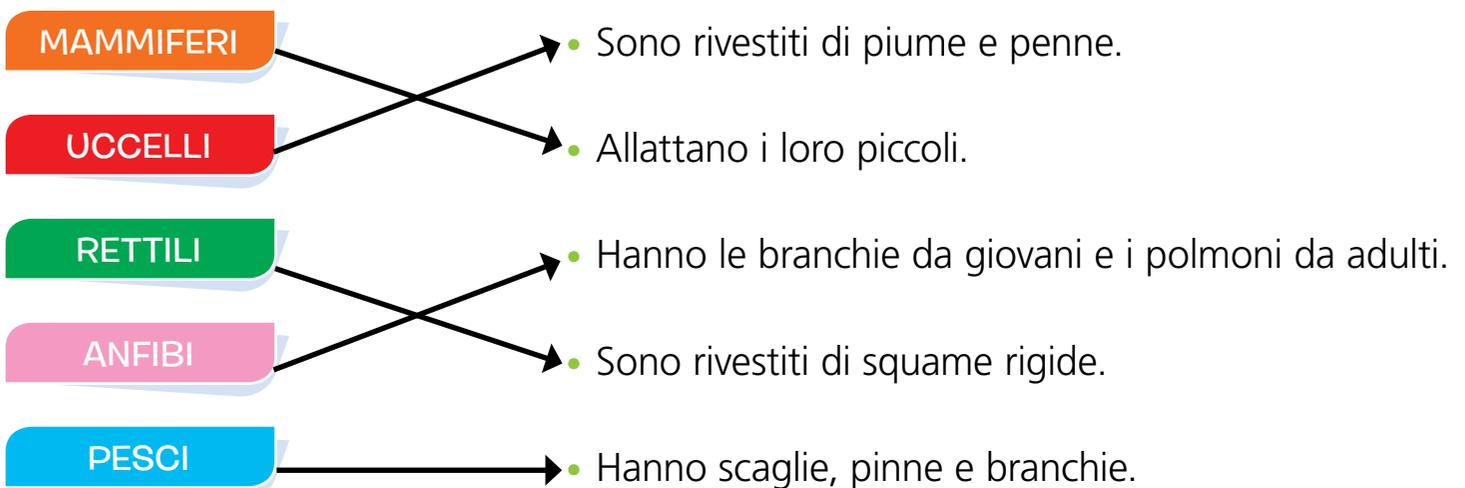 MAMMIFERI
• Sono rivestiti di piume e penne.
UCCELLI
• Allattano i loro piccoli.
RETTILI
• Hanno le branchie da giovani e i polmoni da adulti.
ANFIBI
• Sono rivestiti di squame rigide.
PESCI
• Hanno scaglie, pinne e branchie.